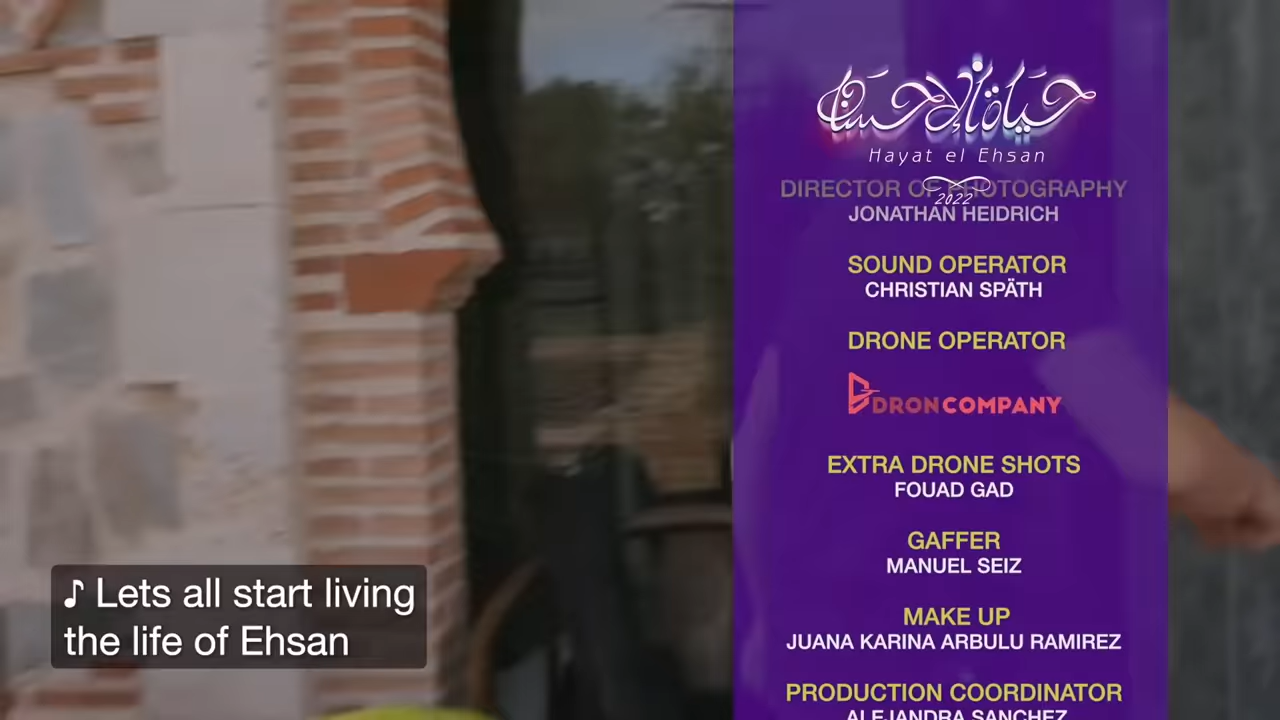 حياة الإحسان
Hayat el Ehsan
2022
DIRECTOR OF PHOTOGRAPHY
JONATHAN HEIDRICH
SOUND OPERATOR
CHRISTIAN SPÄTH
DRONE OPERATOR
DRONCOMPANY
EXTRA DRONE SHOTS
FOUAD GAD
GAFFER
MANUEL SEIZ
MAKE UP
JUANA KARINA ARBULU RAMIREZ
PRODUCTION COORDINATOR
ALEJANDRA SANCHEZ
♪ Lets all start living
the life of Ehsan